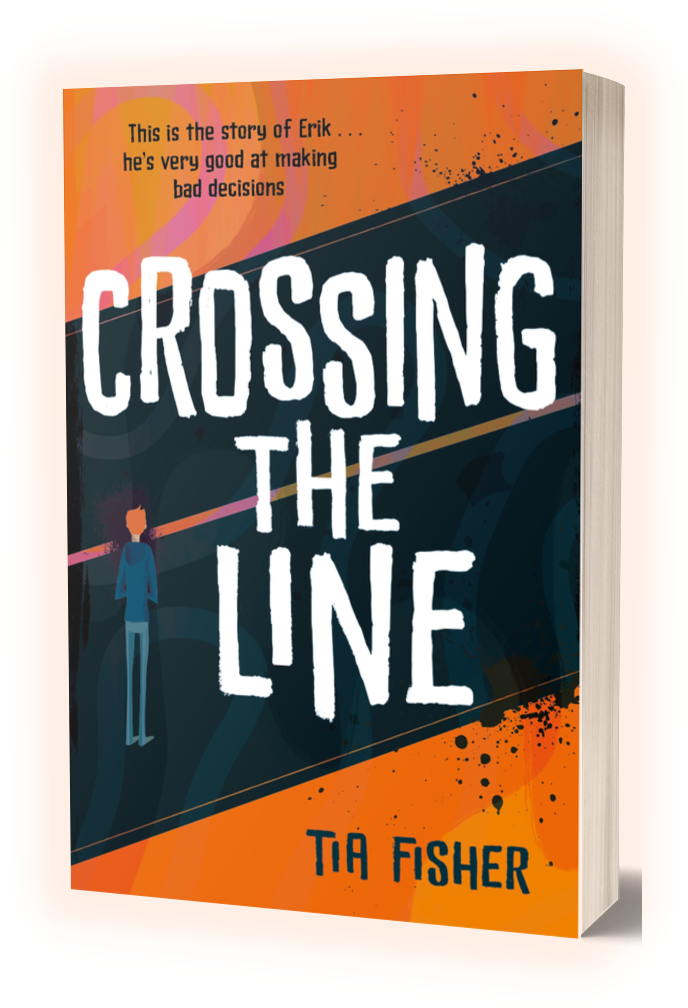 This is the story of Erik . . .
he's very good at making
bad decisions
CROSSING
THE
LINE
TIA FISHER